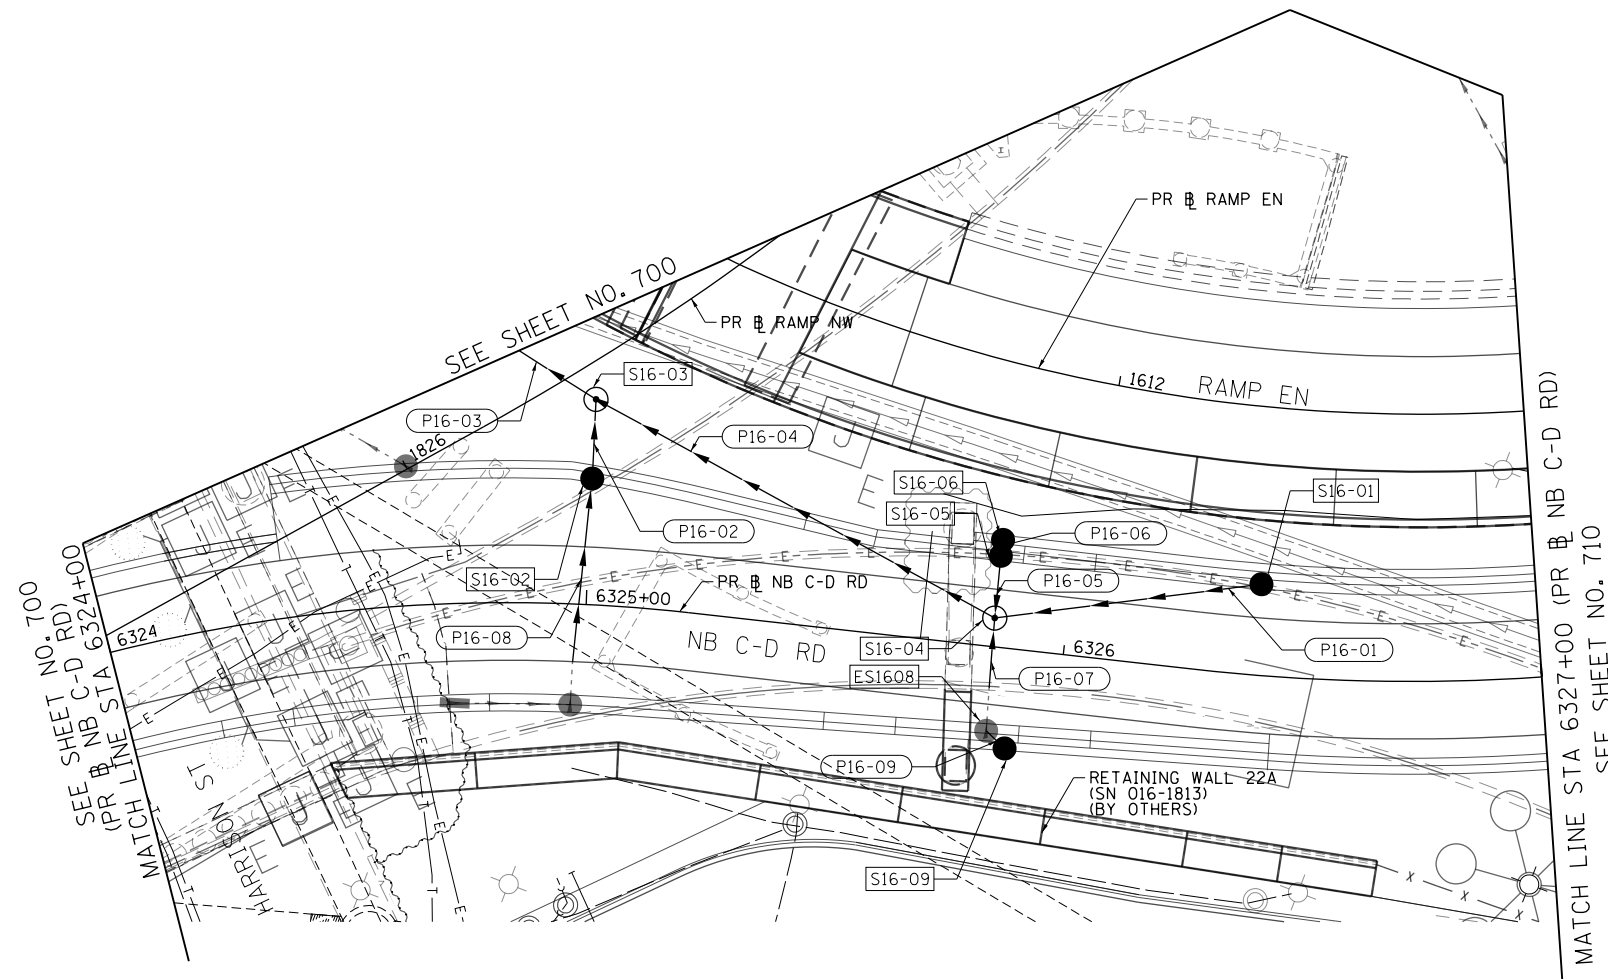 PR ℄ RAMP EN
SEE SHEET NO. 700
PR ℄ RAMP NW
S16-03
1612
RAMP EN
P16-03
P16-04
1826
J
E
S16-06
S16-01
S16-05
P16-02
P16-06
S16-02
P16-05
PR ℄ NB C-D RD
6325+00
6324
P16-08
NB C-D RD
S16-04
6326
P16-01
ES1608
P16-07
P16-09
RETAINING WALL 22A
(SN 016-1813)
(BY OTHERS)
S16-09
HARRISON ST
SEE SHEET NO. 700
(PR ℄ NB C-D RD)
MATCH LINE STA 6324+00
MATCH LINE STA 6327+00 (PR ℄ NB C-D RD)
SEE SHEET NO. 710